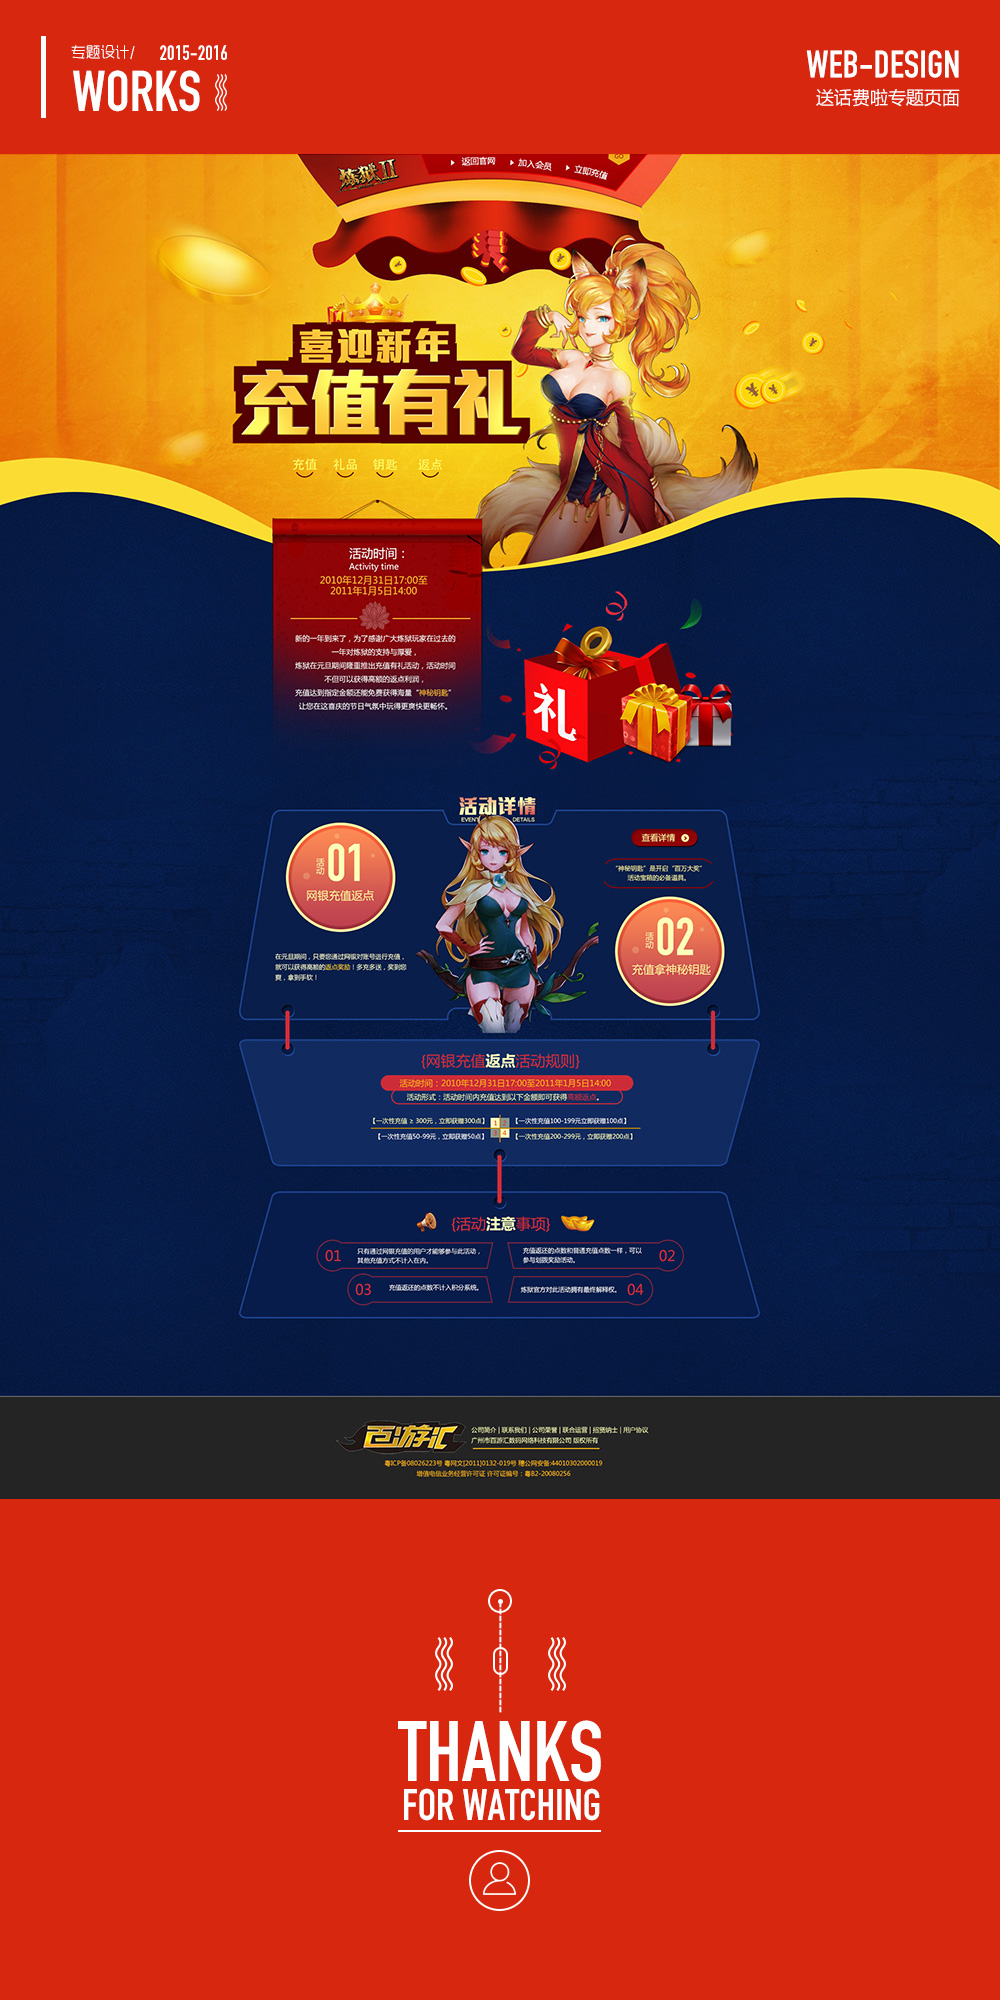 专题设计/ 2015-2016
WORKS
WEB-DESIGN
送话费啦专题页面
炼狱II
返回官网
加入会员
立即充值
GO
喜迎新年
充值有礼
充值 礼品 钥匙 返点
活动时间：
Activity time
2010年12月31日17:00至
2011年1月5日14:00
新的一年到来了，为了感谢广大炼狱玩家在过去的
一年对炼狱的支持与厚爱，
炼狱在元旦期间隆重推出充值有礼活动，活动时间
不但可以获得高额的返点利润，
充值达到指定金额还能免费获得海量“神秘钥匙”
让您在这喜庆的节日气氛中玩得更爽快更畅怀。
礼
活动详情
EVENT DETAILS
活动 01
网银充值返点
在元旦期间，只要您通过网银对账号进行充值，
就可以获得高额的返点奖励！多充多送，奖到您
爽，拿到手软！
查看详情
“神秘钥匙”是开启“百万大奖”
活动宝箱的必备道具。
活动 02
充值拿神秘钥匙
{网银充值返点活动规则}
活动时间：2010年12月31日17:00至2011年1月5日14:00
活动形式：活动时间内充值达到以下金额即可获得高额返点。
【一次性充值 ≥ 300元，立即获赠300点】 1 2 【一次性充值100-199元立即获赠100点】
【一次性充值50-99元，立即获赠50点】 3 4 【一次性充值200-299元，立即获赠200点】
{活动注意事项}
01 只有通过网银充值的用户才能够参与此活动，
其他充值方式不计入在内。
充值返还的点数和普通充值点数一样，可以
参与划拨奖励活动。 02
03 充值返还的点数不计入积分系统。
炼狱官方对此活动拥有最终解释权。 04
百游汇
公司简介 | 联系我们 | 公司荣誉 | 联合运营 | 招贤纳士 | 用户协议
广州市百游汇数码网络科技有限公司 版权所有
粤ICP备08026223号 粤网文[2011]0132-019号 穗公网安备:44010302000019
增值电信业务经营许可证 许可证编号：粤B2-20080256
THANKS
FOR WATCHING